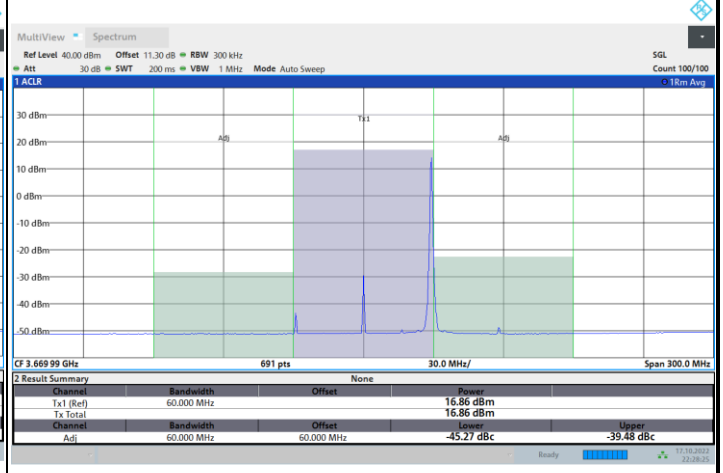 MultiView Spectrum
Ref Level 40.00 dBm Offset 11.30 dB RBW 300 kHz SGL
Att 30 dB SWT 200 ms VBW 1 MHz Mode Auto Sweep Count 100/100
1 ACLR 1Rm Avg
30 dBm
Tx1
20 dBm
Adj Adj
10 dBm
0 dBm
-10 dBm
-20 dBm
-30 dBm
-40 dBm
-50 dBm
CF 3.669 99 GHz 691 pts 30.0 MHz/ Span 300.0 MHz
2 Result Summary None
Channel Bandwidth Offset Power
Tx1 (Ref) 60.000 MHz 16.86 dBm
Tx Total 16.86 dBm
Channel Bandwidth Offset Lower Upper
Adj 60.000 MHz 60.000 MHz -45.27 dBc -39.48 dBc
Ready 17.10.2022
22:28:25